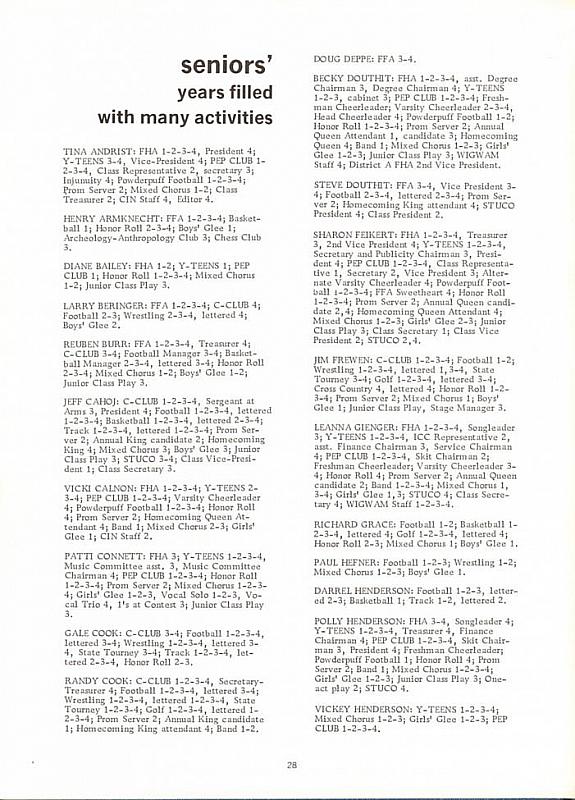 seniors'
years filled
with many activities
TINA ANDRIST: FHA 1-2-3-4, President 4;
Y-TEENS 3-4, Vice-President 4; PEP CLUB 1-
2-3-4, Class Representative 2, secretary 3;
Injunuity 4; Powderpuff Football 1-2-3-4;
Prom Server 2; Mixed Chorus 1-2; Class
Treasurer 2; CIN Staff 4, Editor 4.
HENRY ARMKNECHT: FFA 1-2-3-4; Basket-
ball 1; Honor Roll 2-3-4; Boys' Glee 1;
Archeology-Anthropology Club 3; Chess Club
3.
DIANE BAILEY: FHA 1-2; Y-TEENS 1; PEP
CLUB 1; Honor Roll 1-2-3-4; Mixed Chorus
1-2; Junior Class Play 3.
LARRY BERINGER: FFA 1-2-3-4; C-CLUB 4;
Football 2-3; Wrestling 2-3-4, lettered 4;
Boys' Glee 2.
REUBEN BURR: FFA 1-2-3-4, Treasurer 4;
C-CLUB 3-4; Football Manager 3-4; Basket-
ball Manager 2-3-4, lettered 3-4; Honor Roll
2-3-4; Mixed Chorus 1-2; Boys' Glee 1-2;
Junior Class Play 3.
JEFF CAHOJ: C-CLUB 1-2-3-4, Sergeant at
Arms 3, President 4; Football 1-2-3-4, lettered
1-2-3-4; Basketball 1-2-3-4, lettered 2-3-4;
Track 1-2-3-4, lettered 1-2-3-4; Prom Ser-
ver 2; Annual King candidate 2; Homecoming
King 4; Mixed Chorus 3; Boys' Glee 3; Junior
Class Play 3; STUCO 3-4; Class Vice-Presi-
dent 1; Class Secretary 3.
VICKI CALNON: FHA 1-2-3-4; Y-TEENS 2-
3-4; PEP CLUB 1-2-3-4; Varsity Cheerleader
4; Powderpuff Football 1-2-3-4; Honor Roll
4; Prom Server 2; Homecoming Queen At-
tendant 4; Band 1; Mixed Chorus 2-3; Girls'
Glee 1; CIN Staff 2.
PATTI CONNETT: FHA 3; Y-TEENS 1-2-3-4,
Music Committee asst. 3, Music Committee
Chairman 4; PEP CLUB 1-2-3-4; Honor Roll
1-2-3-4; Prom Server 2; Mixed Chorus 1-2-3-
4; Girls' Glee 1-2-3, Vocal Solo 1-2-3, Vo-
cal Trio 4, 1's at Contest 3; Junior Class Play
3.
GALE COOK: C-CLUB 3-4; Football 1-2-3-4,
lettered 3-4; Wrestling 1-2-3-4, lettered 3-
4, State Tourney 3-4; Track 1-2-3-4, let-
tered 2-3-4, Honor Roll 2-3.
RANDY COOK: C-CLUB 1-2-3-4, Secretary-
Treasurer 4; Football 1-2-3-4, lettered 3-4;
Wrestling 1-2-3-4, lettered 1-2-3-4, State
Tourney 1-2-3-4; Golf 1-2-3-4, lettered 1-
2-3-4; Prom Server 2; Annual King candidate
1; Homecoming King attendant 4; Band 1-2.
DOUG DEPPE: FFA 3-4.
BECKY DOUTHIT: FHA 1-2-3-4, asst. Degree
Chairman 3, Degree Chairman 4; Y-TEENS
1-2-3, cabinet 3; PEP CLUB 1-2-3-4; Fresh-
man Cheerleader; Varsity Cheerleader 2-3-4,
Head Cheerleader 4; Powderpuff Football 1-2;
Honor Roll 1-2-3-4; Prom Server 2; Annual
Queen Attendant 1, candidate 3; Homecoming
Queen 4; Band 1; Mixed Chorus 1-2-3; Girls'
Glee 1-2-3; Junior Class Play 3; WIGWAM
Staff 4; District A FHA 2nd Vice President.
STEVE DOUTHIT: FFA 3-4, Vice President 3-
4; Football 2-3-4, lettered 2-3-4; Prom Ser-
ver 2; Homecoming King attendant 4; STUCO
President 4; Class President 2.
SHARON FEIKERT: FHA 1-2-3-4, Treasurer
3, 2nd Vice President 4; Y-TEENS 1-2-3-4,
Secretary and Publicity Chairman 3, Presi-
dent 4; PEP CLUB 1-2-3-4, Class Representa-
tive 1, Secretary 2, Vice President 3; Alter-
nate Varsity Cheerleader 4; Powderpuff Foot-
ball 1-2-3-4; FFA Sweetheart 4; Honor Roll
1-2-3-4; Prom Server 2; Annual Queen candi-
date 2,4; Homecoming Queen Attendant 4;
Mixed Chorus 1-2-3; Girls' Glee 2-3; Junior
Class Play 3; Class Secretary 1; Class Vice
President 2; STUCO 2,4.
JIM FREWEN: C-CLUB 1-2-3-4; Football 1-2;
Wrestling 1-2-3-4, lettered 1,3-4, State
Tourney 3-4; Golf 1-2-3-4, lettered 3-4;
Cross Country 4, lettered 4; Honor Roll 1-2-
3-4; Prom Server 2; Mixed Chorus 1; Boys'
Glee 1; Junior Class Play, Stage Manager 3.
LEANNA GIENGER: FHA 1-2-3-4, Songleader
3; Y-TEENS 1-2-3-4, ICC Representative 2,
asst. Finance Chairman 3, Service Chairman
4; PEP CLUB 1-2-3-4, Skit Chairman 2;
Freshman Cheerleader; Varsity Cheerleader 3-
4; Honor Roll 4; Prom Server 2; Annual Queen
candidate 2; Band 1-2-3-4; Mixed Chorus 1,
3-4; Girls' Glee 1,3; STUCO 4; Class Secre-
tary 4; WIGWAM Staff 1-2-3-4.
RICHARD GRACE: Football 1-2; Basketball 1-
2-3-4, lettered 4; Golf 1-2-3-4, lettered 4;
Honor Roll 2-3; Mixed Chorus 1; Boys' Glee 1.
PAUL HEFNER: Football 1-2-3; Wrestling 1-2;
Mixed Chorus 1-2-3; Boys' Glee 1.
DARREL HENDERSON: Football 1-2-3, letter-
ed 2-3; Basketball 1; Track 1-2, lettered 2.
POLLY HENDERSON: FHA 3-4, Songleader 4;
Y-TEENS 1-2-3-4, Treasurer 4, Finance
Chairman 4; PEP CLUB 1-2-3-4, Skit Chair-
man 3, President 4; Freshman Cheerleader;
Powderpuff Football 1; Honor Roll 4; Prom
Server 2; Band 1; Mixed Chorus 1-2-3-4;
Girls' Glee 1-2-3; Junior Class Play 3; One-
act play 2; STUCO 4.
VICKEY HENDERSON: Y-TEENS 1-2-3-4;
Mixed Chorus 1-2-3; Girls' Glee 1-2-3; PEP
CLUB 1-2-3-4.
28